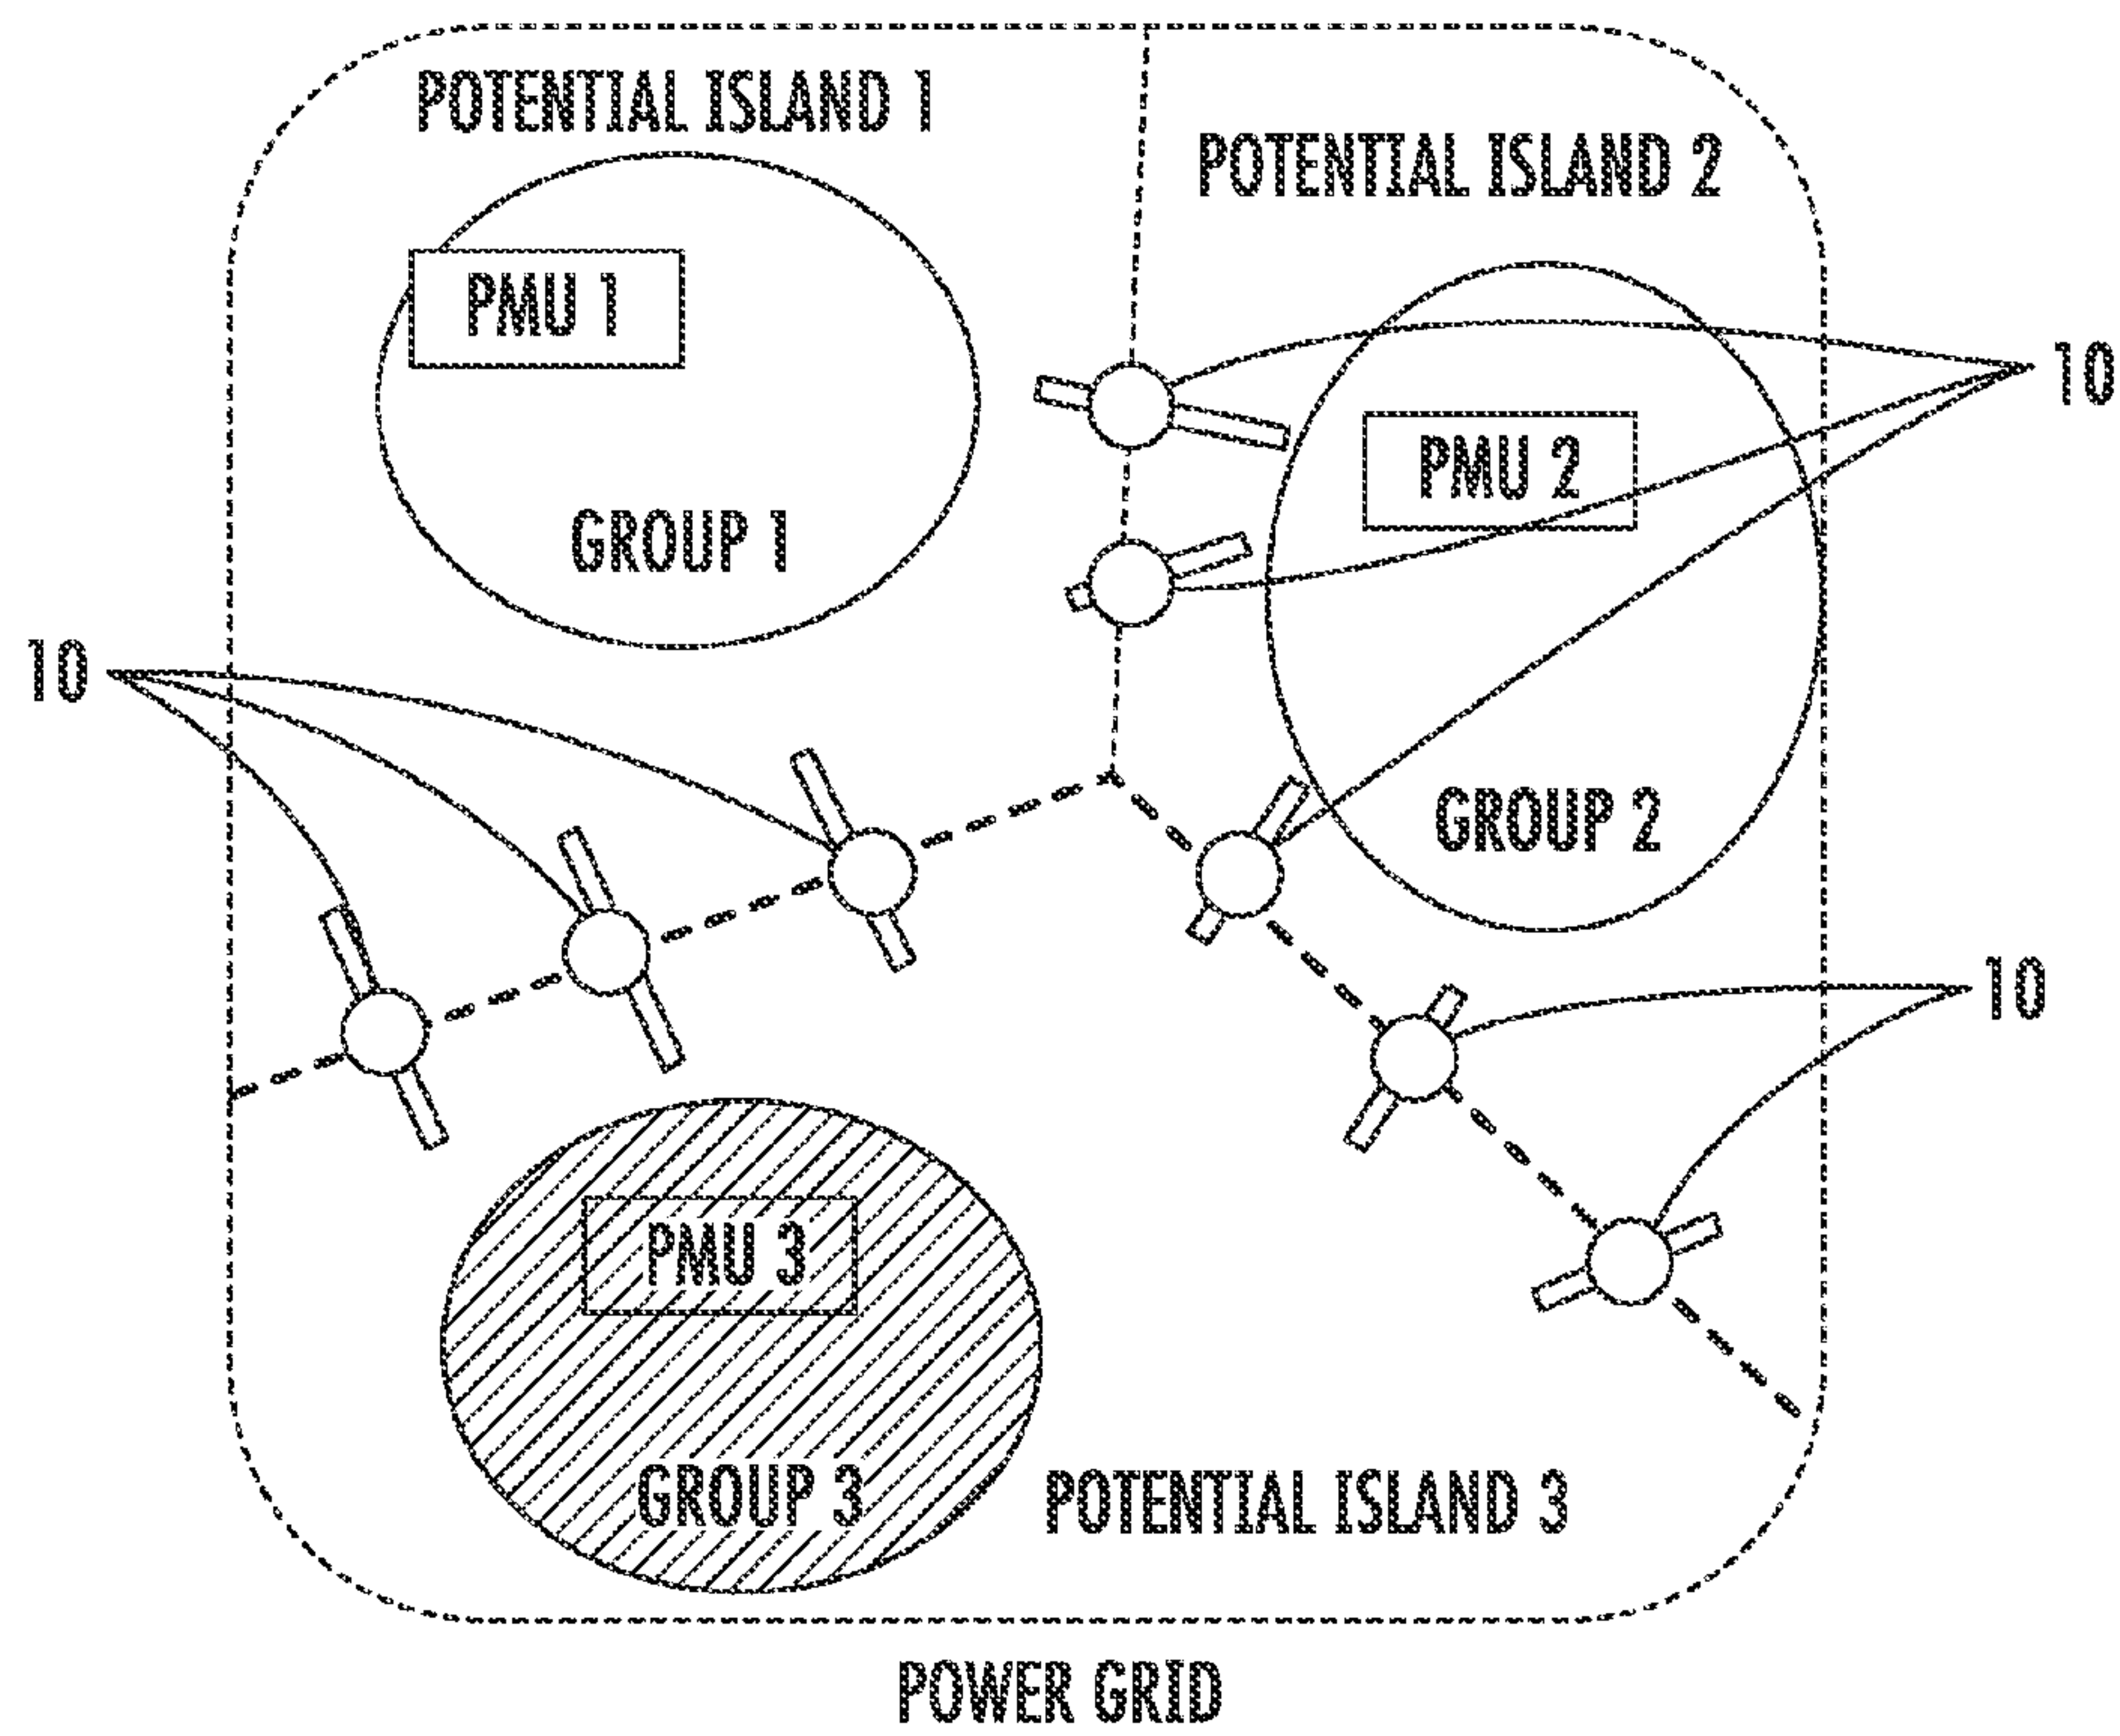 POTENTIAL ISLAND 1
POTENTIAL ISLAND 2
PMU 1
GROUP 1
10
PMU 2
GROUP 2
10
10
PMU 3
GROUP 3
POTENTIAL ISLAND 3
POWER GRID